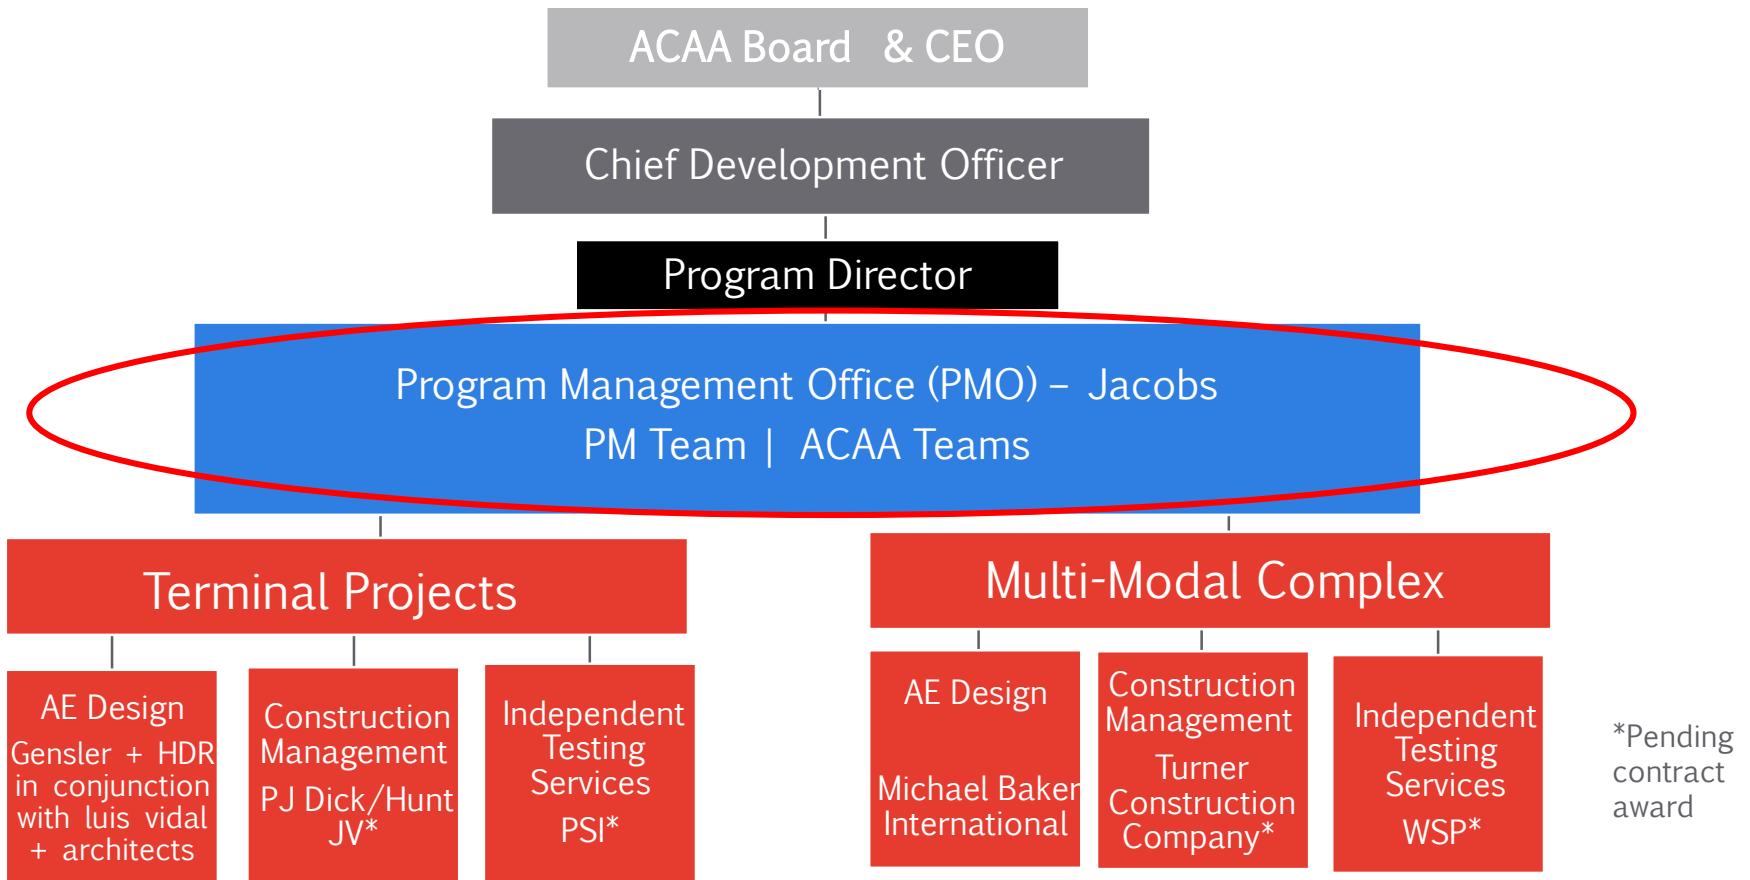 ACAA Board & CEO
Chief Development Officer
Program Director
Program Management Office (PMO) – Jacobs
PM Team | ACAA Teams
Terminal Projects
AE Design
Gensler + HDR
in conjunction
with luis vidal
+ architects
Construction
Management
PJ Dick/Hunt
JV*
Independent
Testing
Services
PSI*
Multi-Modal Complex
AE Design
Michael Baker
International
Construction
Management
Turner
Construction
Company*
Independent
Testing
Services
WSP*
*Pending
contract
award